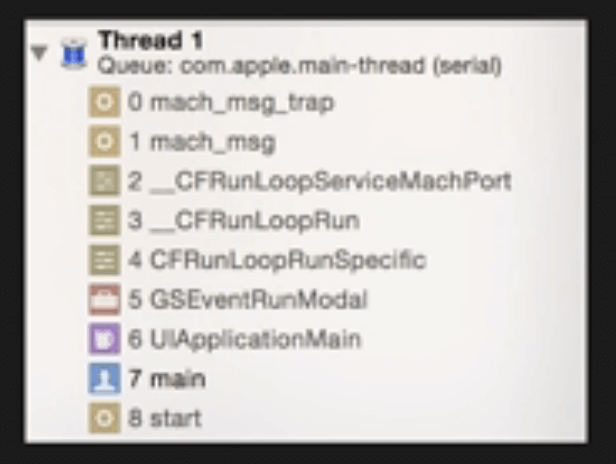 Thread 1
Queue: com.apple.main-thread (serial)
0 mach_msg_trap
1 mach_msg
2 __CFRunLoopServiceMachPort
3 __CFRunLoopRun
4 CFRunLoopRunSpecific
5 GSEventRunModal
6 UIApplicationMain
7 main
8 start